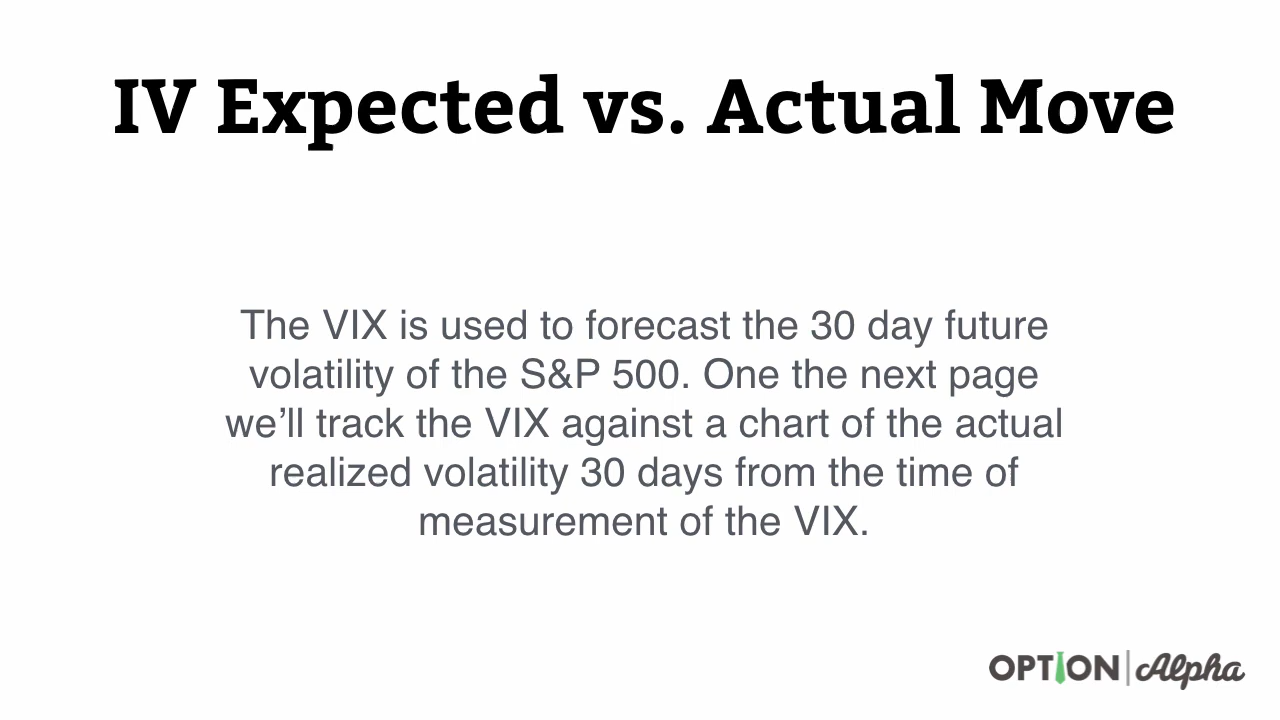 IV Expected vs. Actual Move
The VIX is used to forecast the 30 day future
volatility of the S&P 500. One the next page
we’ll track the VIX against a chart of the actual
realized volatility 30 days from the time of
measurement of the VIX.
OPTION | Alpha